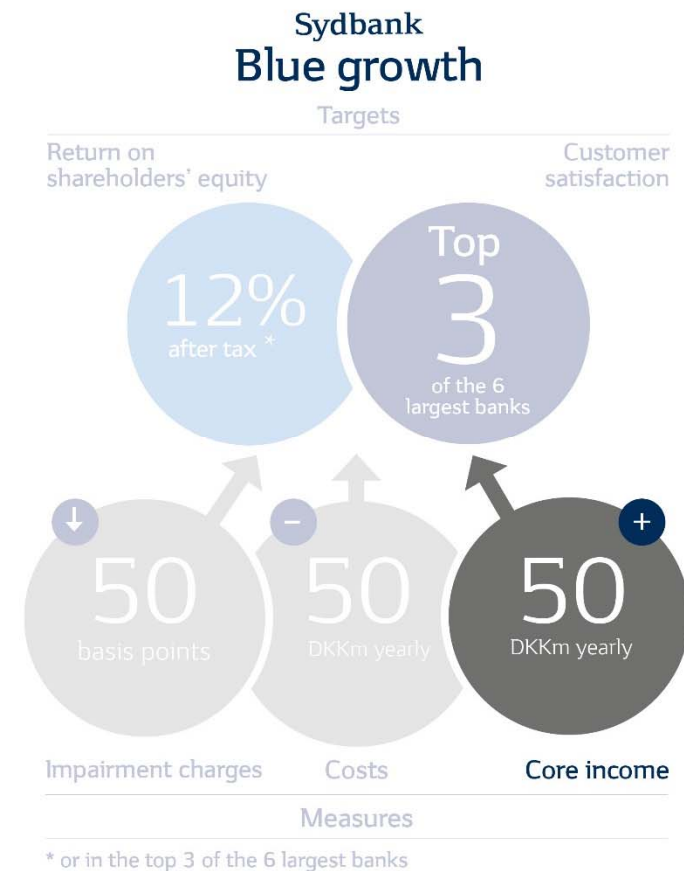 Sydbank
Blue growth
Targets
Return on
shareholders' equity
Customer
satisfaction
12%
after tax *
Top
3
of the 6
largest banks
50
basis points
50
DKKm yearly
50
DKKm yearly
Impairment charges
Costs
Core income
Measures
* or in the top 3 of the 6 largest banks